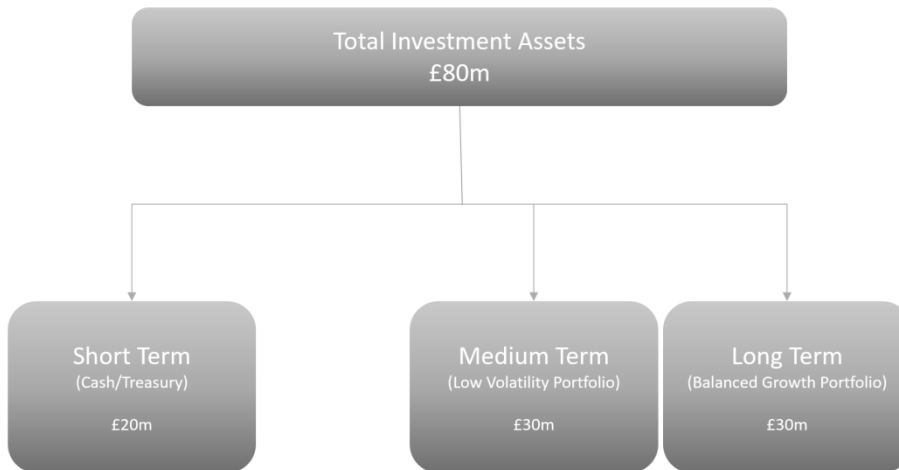 Total Investment Assets
£80m
Short Term
(Cash/Treasury)
£20m
Medium Term
(Low Volatility Portfolio)
£30m
Long Term
(Balanced Growth Portfolio)
£30m